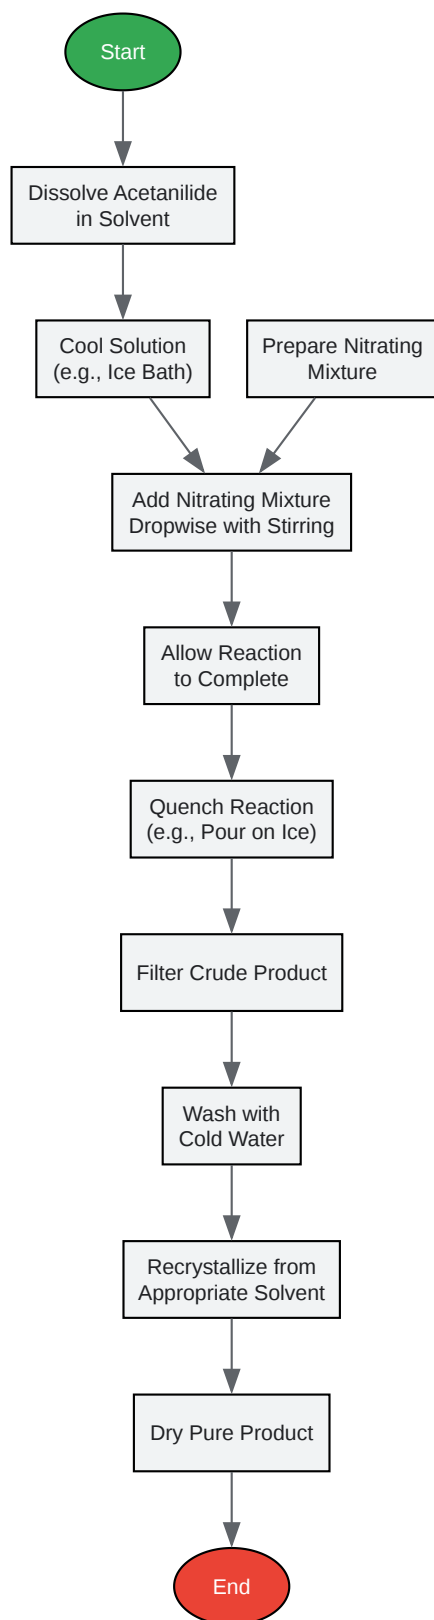 Start
Dissolve Acetanilide
in Solvent
Cool Solution
(e.g., Ice Bath)
Prepare Nitrating
Mixture
Add Nitrating Mixture
Dropwise with Stirring
Allow Reaction
to Complete
Quench Reaction
(e.g., Pour on Ice)
Filter Crude Product
Wash with
Cold Water
Recrystallize from
Appropriate Solvent
Dry Pure Product
End